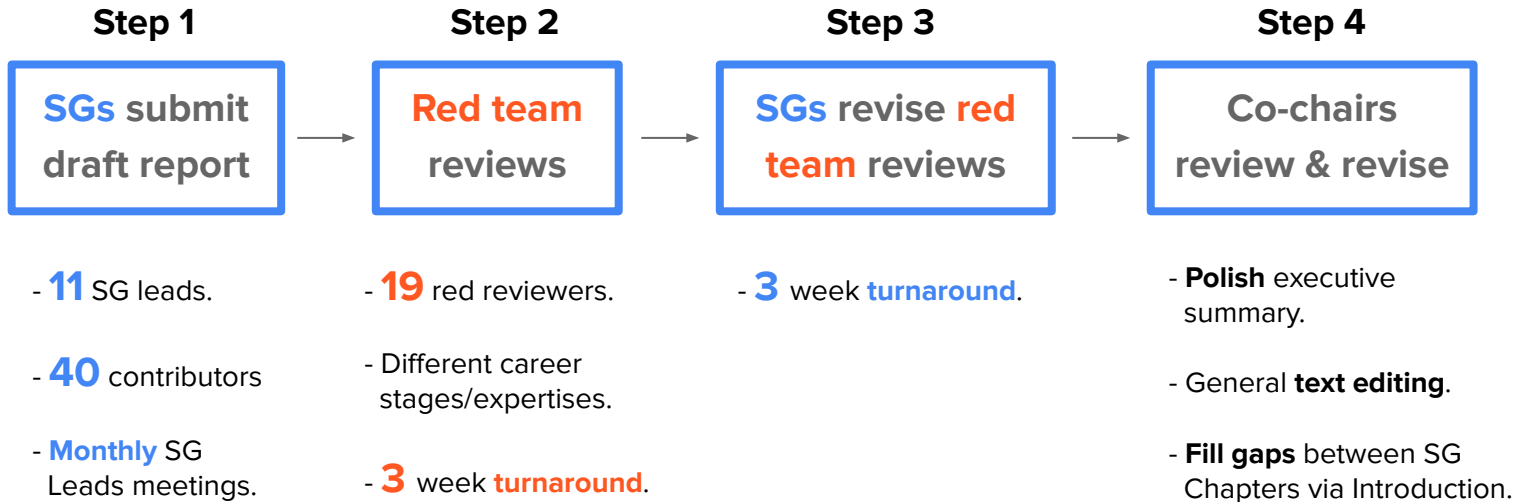 Step 1
SGs submit
draft report
- 11 SG leads.
- 40 contributors
- Monthly SG
Leads meetings.
Step 2
Red team
reviews
- 19 red reviewers.
- Different career
stages/expertises.
- 3 week turnaround.
Step 3
SGs revise red
team reviews
- 3 week turnaround.
Step 4
Co-chairs
review & revise
- Polish executive
summary.
- General text editing.
- Fill gaps between SG
Chapters via Introduction.